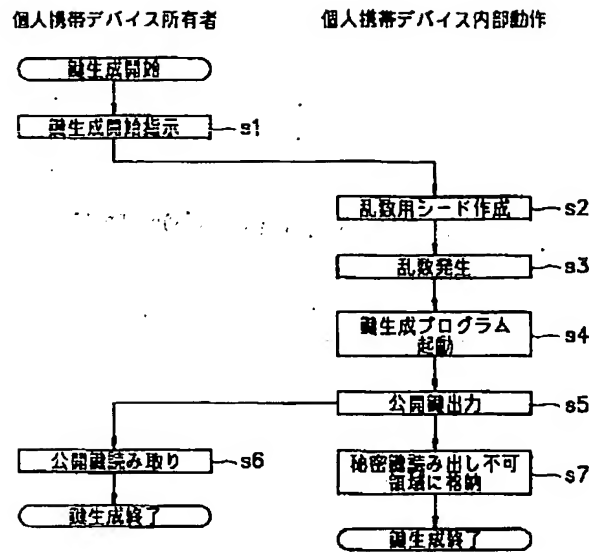 個人携帯デバイス所有者
個人携帯デバイス内部動作
鍵生成開始
鍵生成開始指示
s1
乱数用シード作成
s2
乱数発生
s3
鍵生成プログラム
起動
s4
公開鍵出力
s5
公開鍵読み取り
s6
秘密鍵読み出し不可
領域に格納
s7
鍵生成終了
鍵生成終了